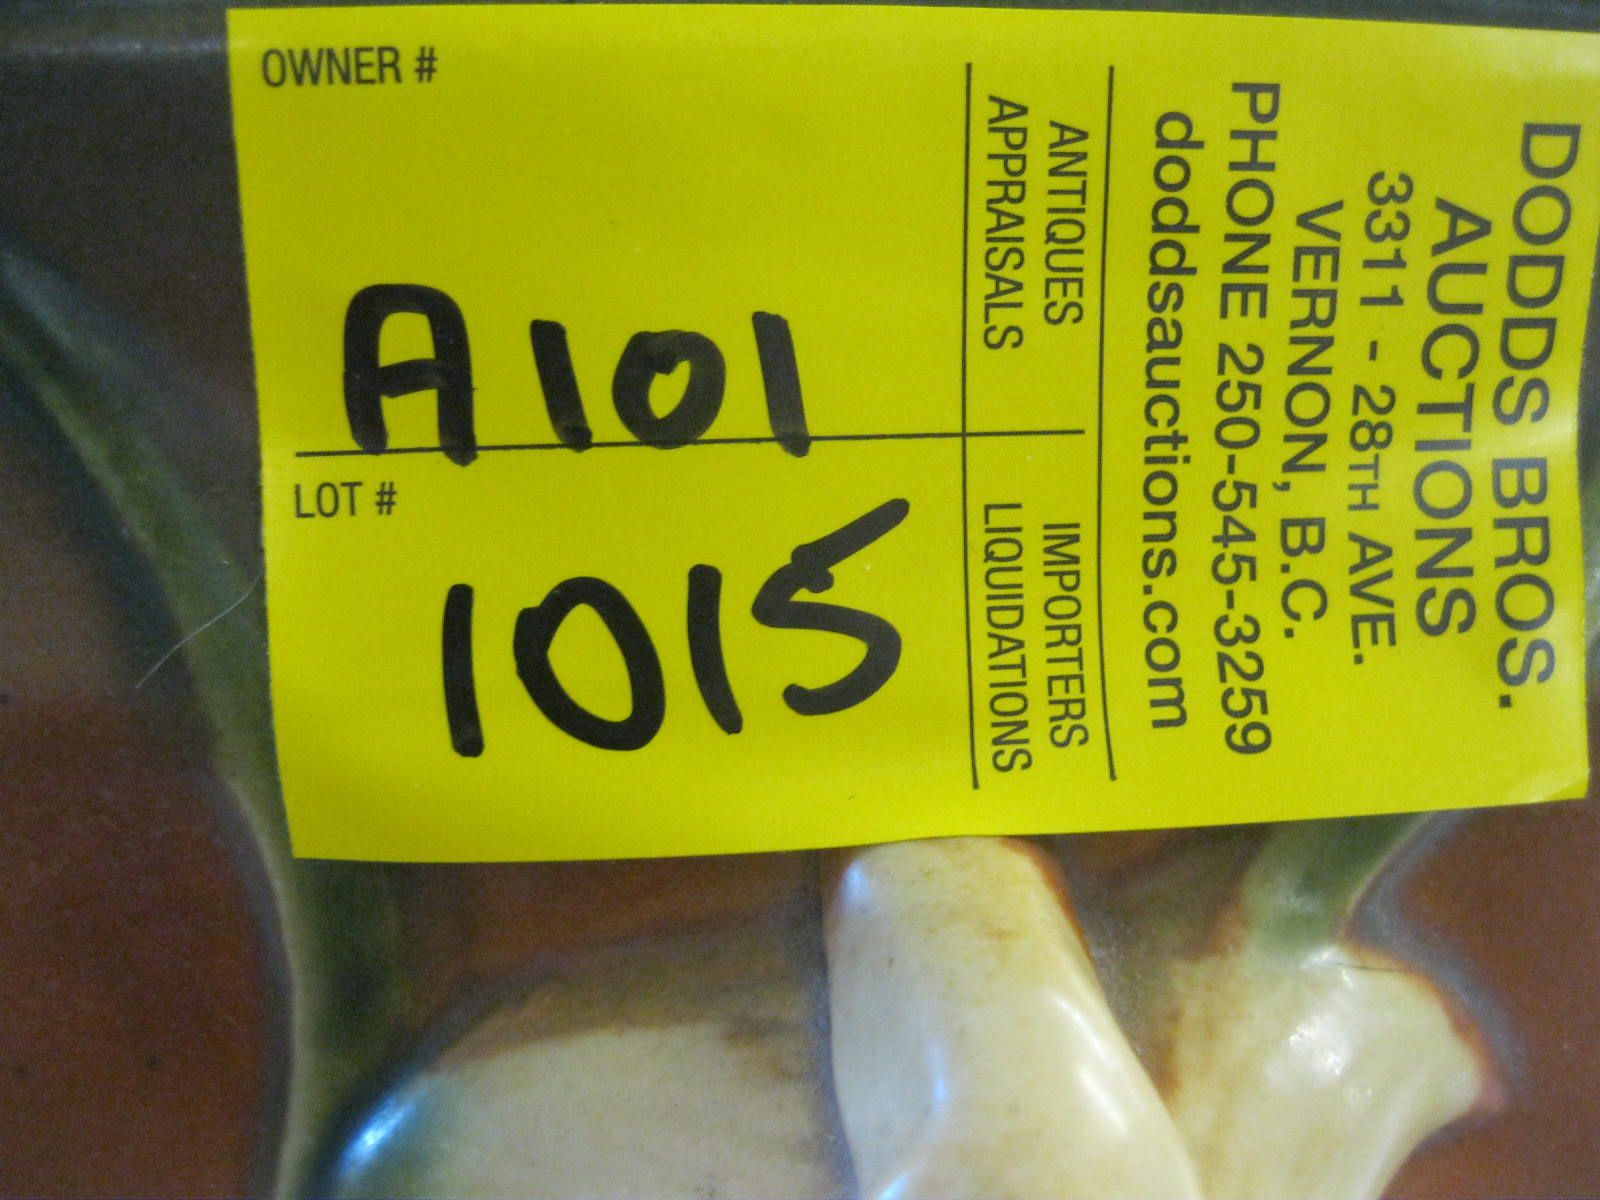 DODDS BROS.
AUCTIONS
3311 - 28TH AVE.
VERNON, B.C.
PHONE 250-545-3259
doddsauctions.com
ANTIQUES IMPORTERS
APPRAISALS LIQUIDATIONS
OWNER #
A101
LOT #
1015